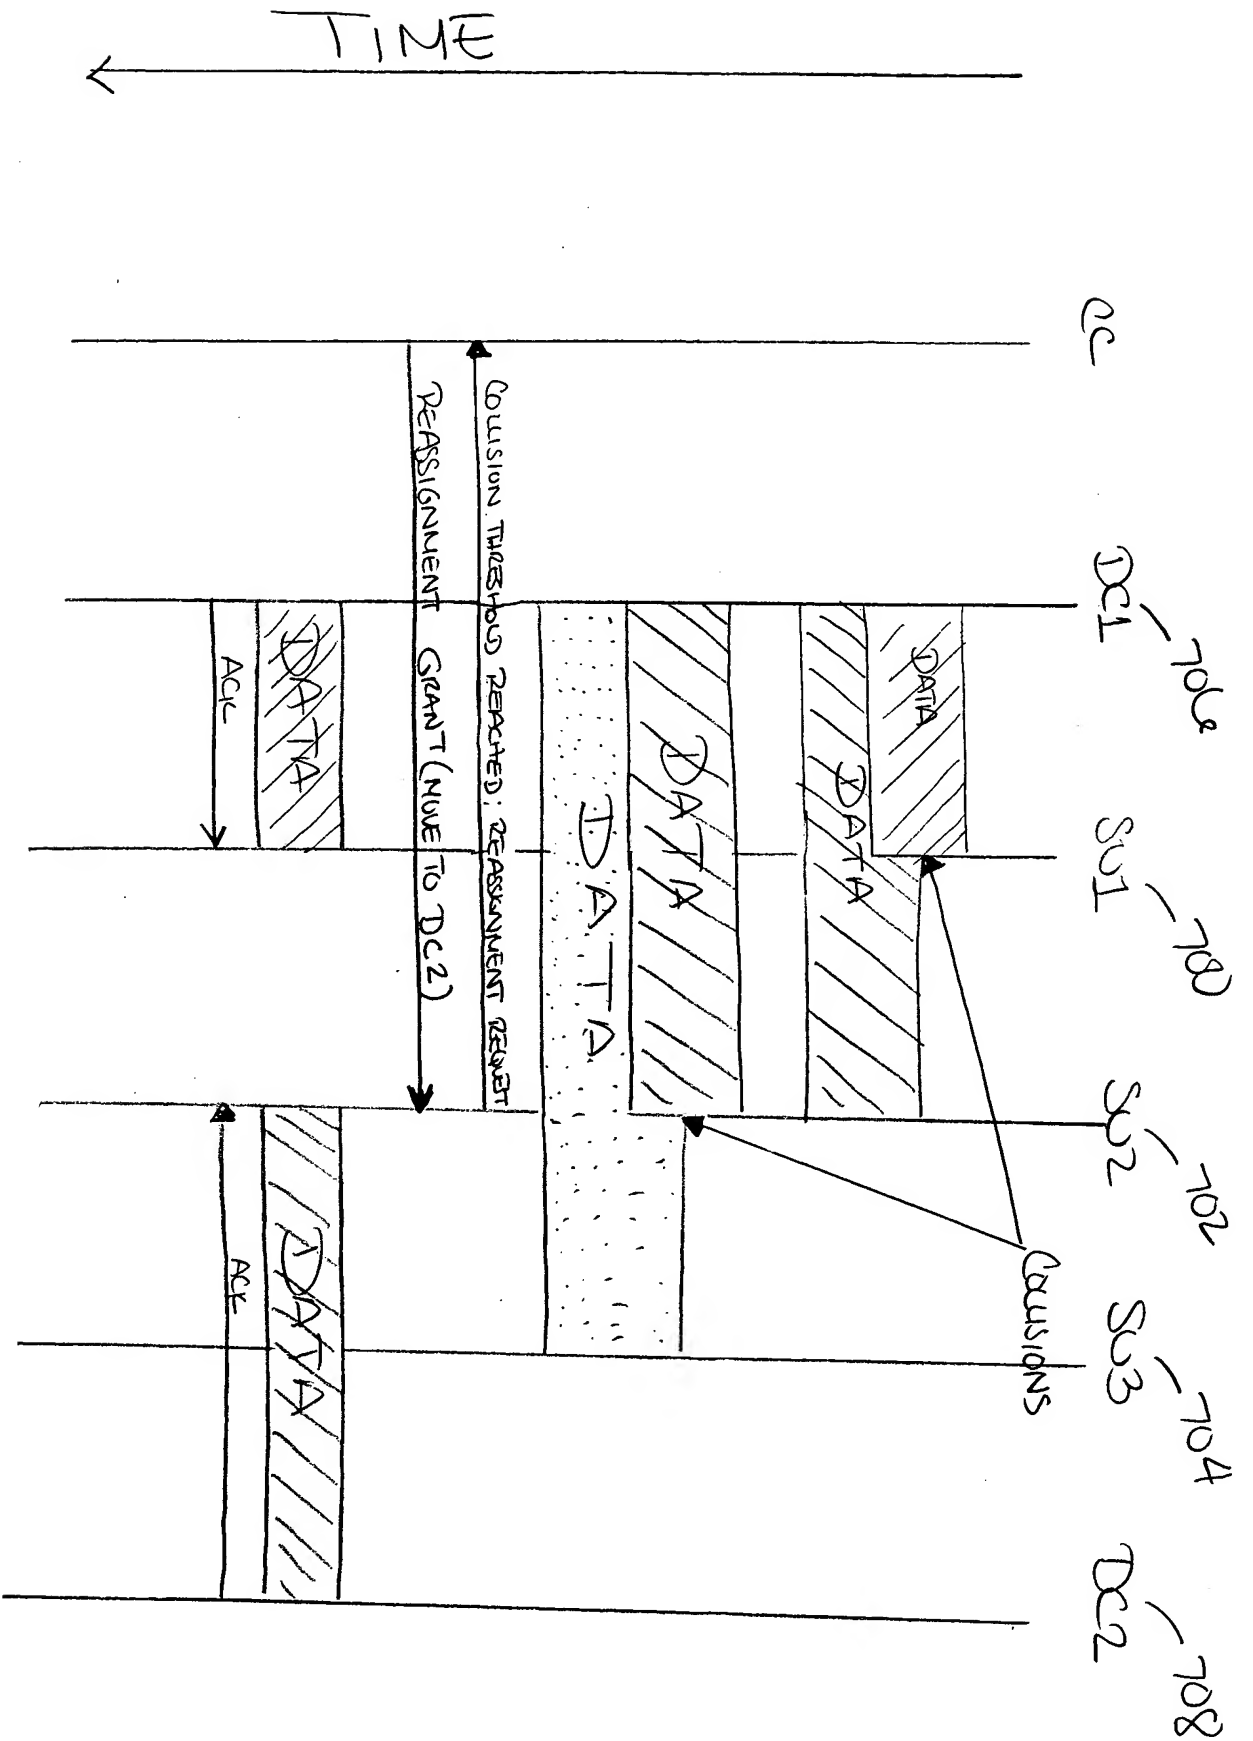 CC
DC1
706
SU1
700
SU2
702
SU3
704
DC2
708
TIME
COLLISIONS
DATA
DATA
DATA
DATA
COLLISION THRESHOLD REACHED; REASSIGNMENT REQUEST
REASSIGNMENT GRANT (MOVE TO DC2)
DATA
DATA
ACK
ACK